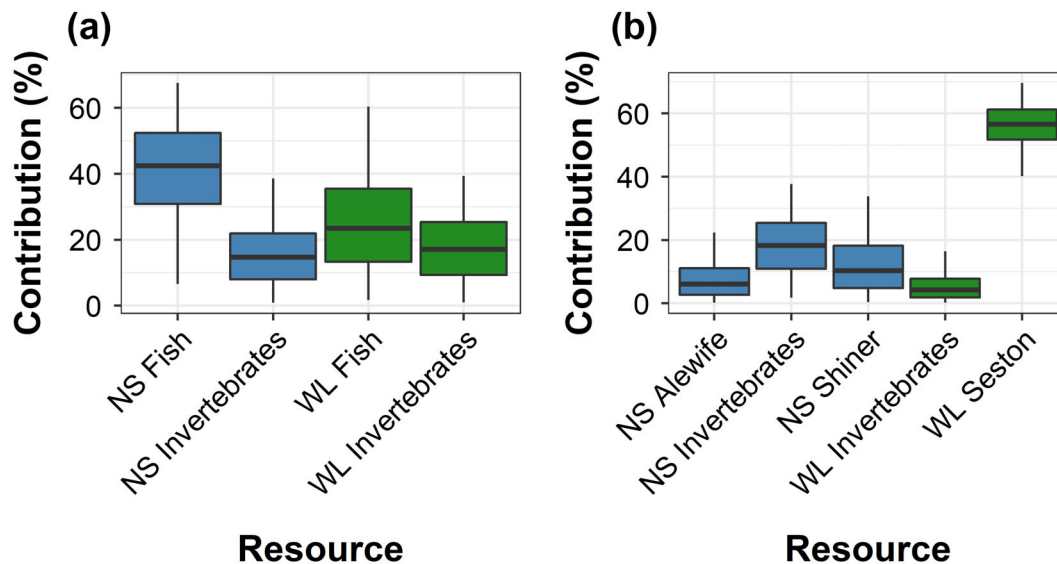 (a)
Contribution (%)
60
40
20
0
NS Fish
NS Invertebrates
WL Fish
WL Invertebrates
Resource
(b)
Contribution (%)
60
40
20
0
NS Alewife
NS Invertebrates
NS Shiner
WL Invertebrates
WL Seston
Resource